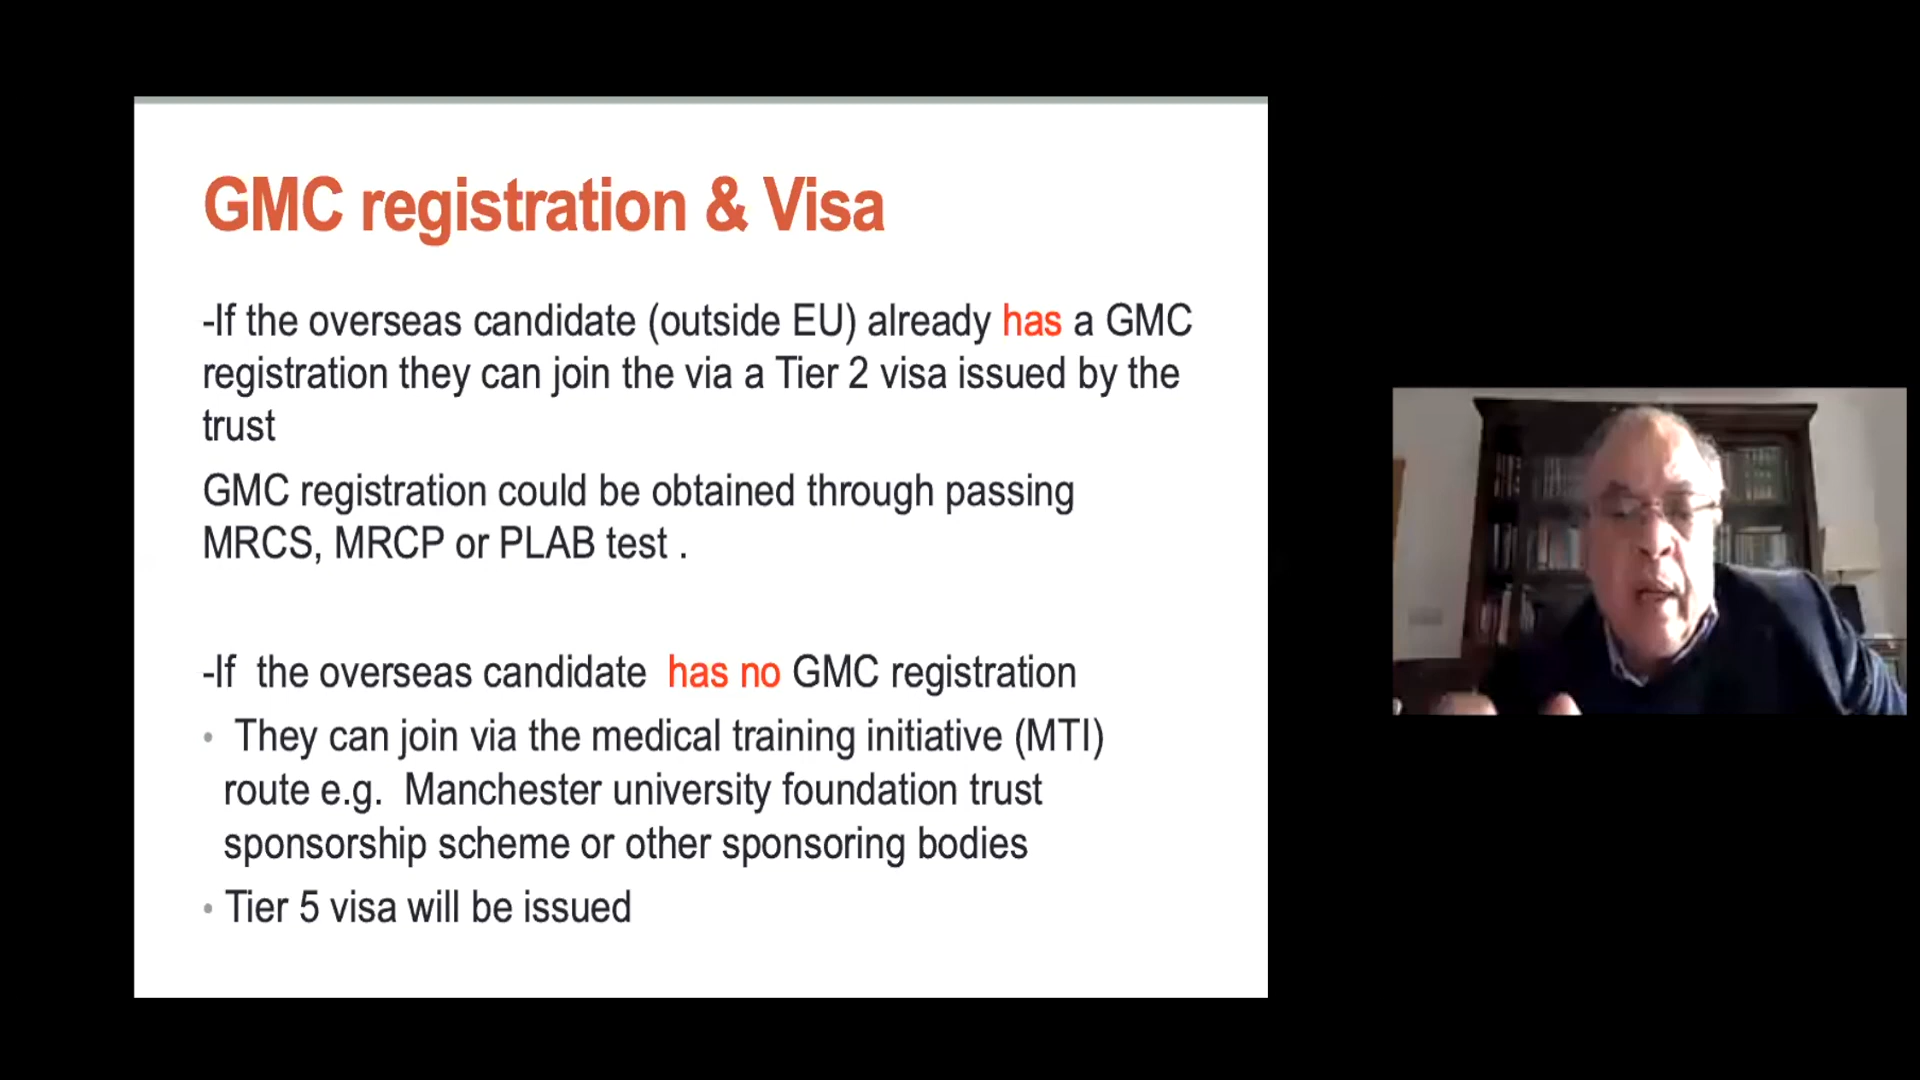 GMC registration & Visa
-If the overseas candidate (outside EU) already has a GMC
registration they can join the via a Tier 2 visa issued by the
trust
GMC registration could be obtained through passing
MRCS, MRCP or PLAB test .
-If  the overseas candidate  has no GMC registration
• They can join via the medical training initiative (MTI)
route e.g.  Manchester university foundation trust
sponsorship scheme or other sponsoring bodies
• Tier 5 visa will be issued